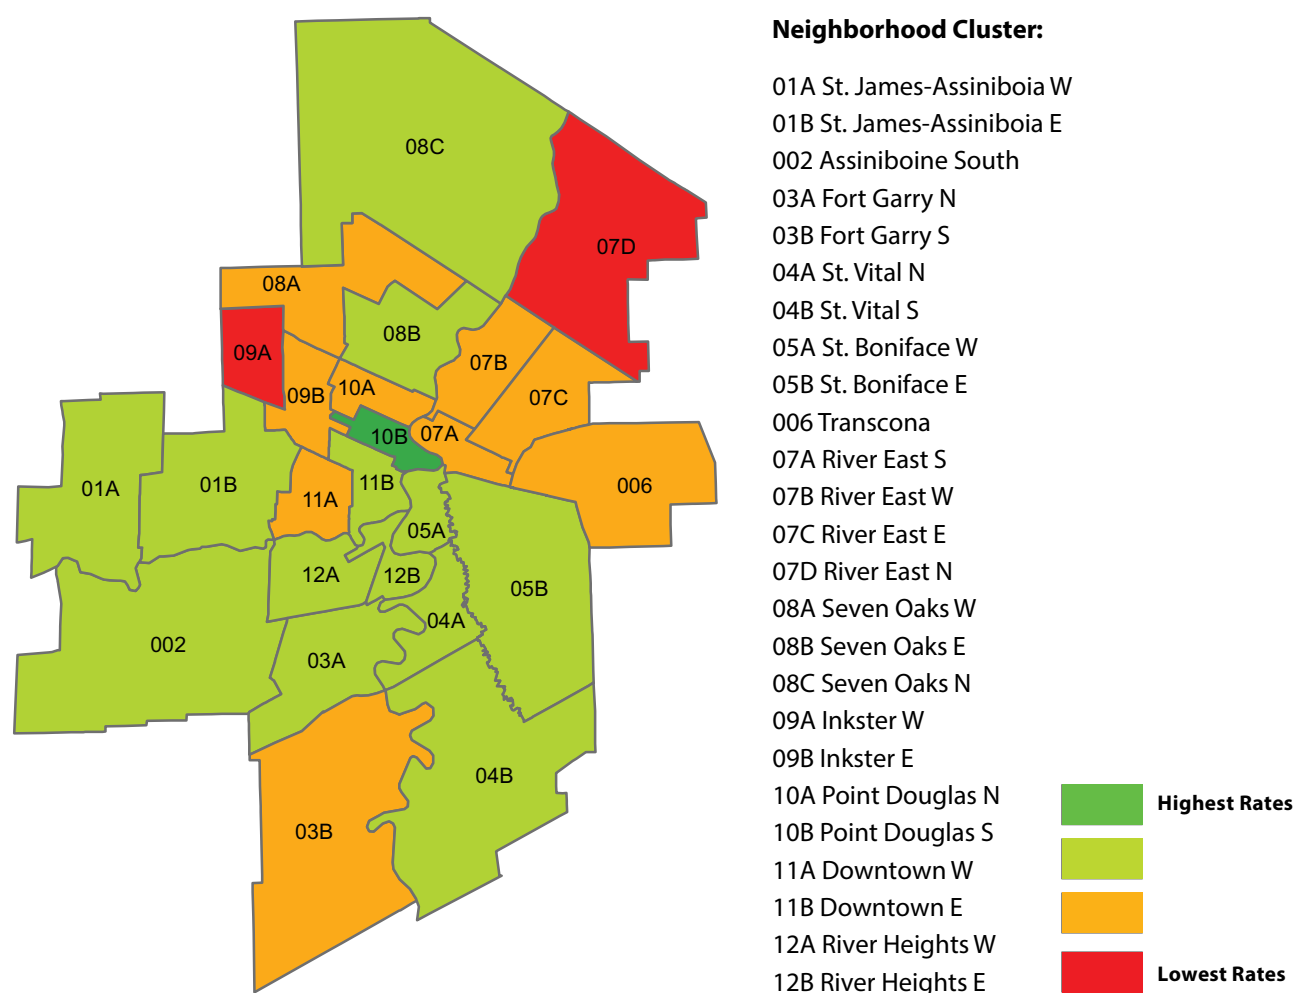 Neighborhood Cluster:
01A St. James-Assiniboia W
01B St. James-Assiniboia E
002 Assiniboine South
03A Fort Garry N
03B Fort Garry S
04A St. Vital N
04B St. Vital S
05A St. Boniface W
05B St. Boniface E
006 Transcona
07A River East S
07B River East W
07C River East E
07D River East N
08A Seven Oaks W
08B Seven Oaks E
08C Seven Oaks N
09A Inkster W
09B Inkster E
10A Point Douglas N
10B Point Douglas S
11A Downtown W
11B Downtown E
12A River Heights W
12B River Heights E
Highest Rates
Lowest Rates
08C
07D
08A
08B
09A
07B
09B
10A
07C
10B
07A
01A
01B
11A
11B
006
05A
12A
12B
05B
04A
002
03A
04B
03B